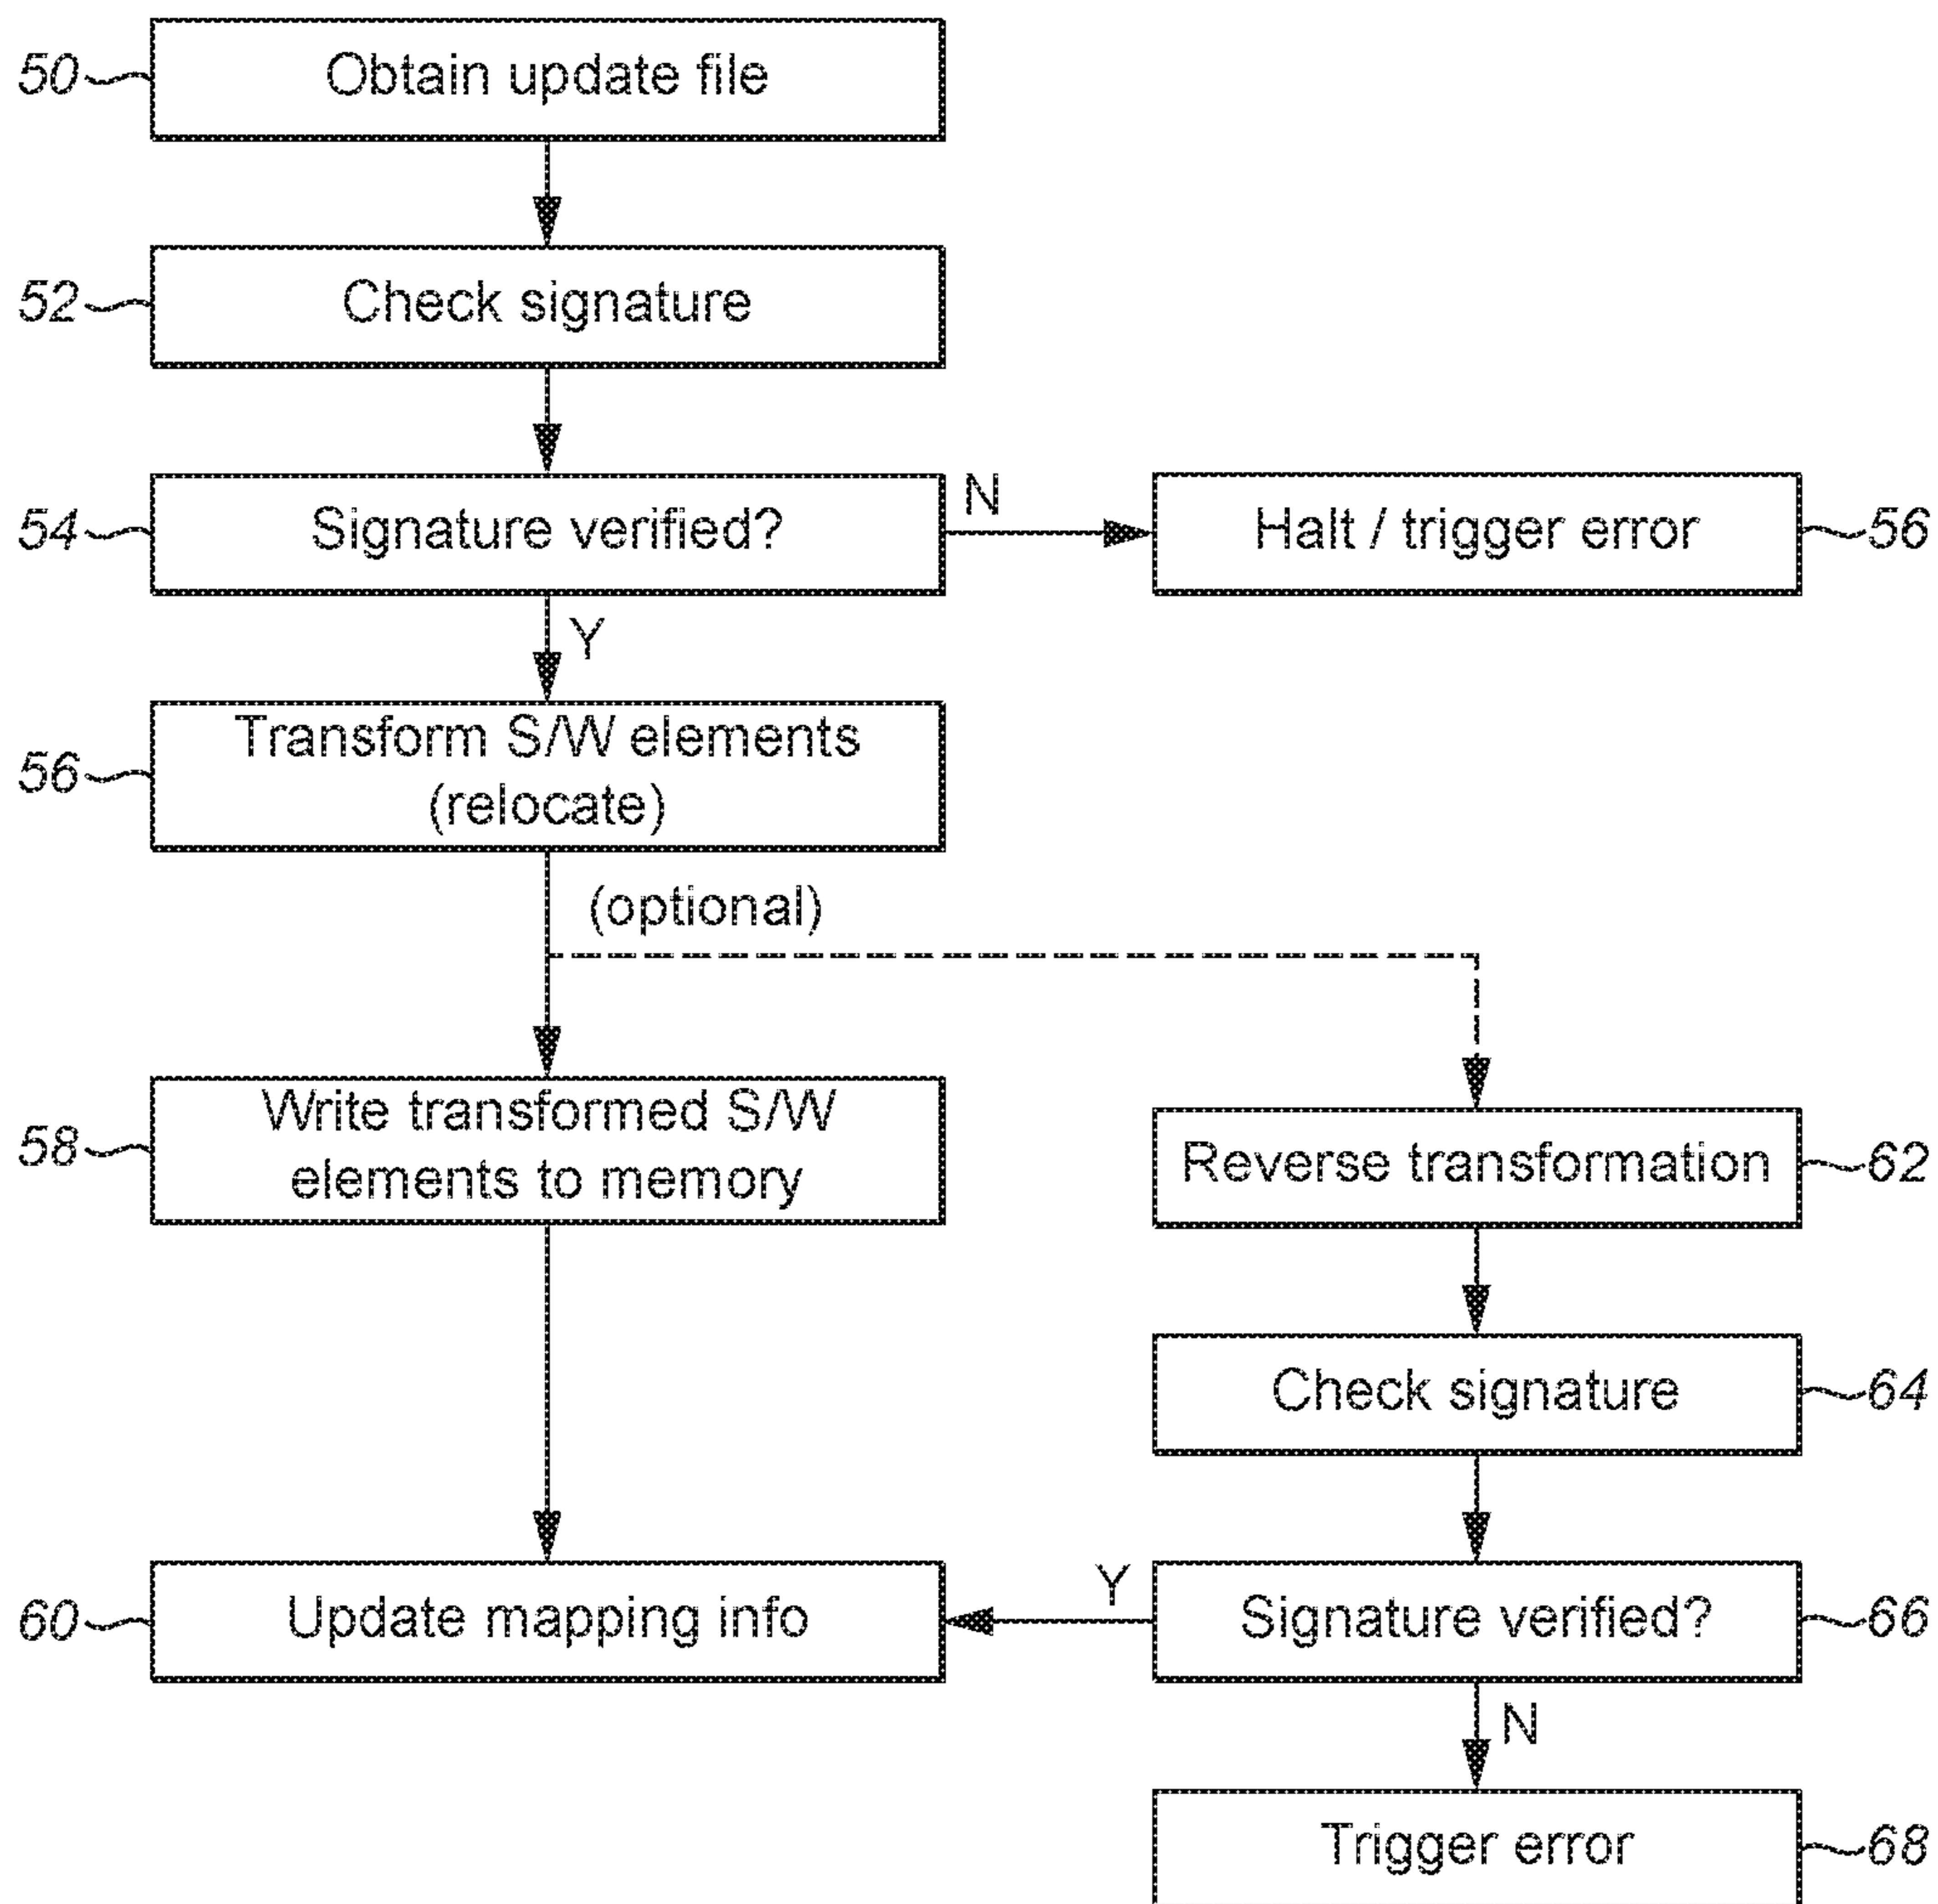 50
Obtain update file
52
Check signature
54
Signature verified?
N
Halt / trigger error
56
Y
56
Transform S/W elements
(relocate)
(optional)
58
Write transformed S/W
elements to memory
Reverse transformation
62
Check signature
64
60
Update mapping info
Y
Signature verified?
66
N
Trigger error
68